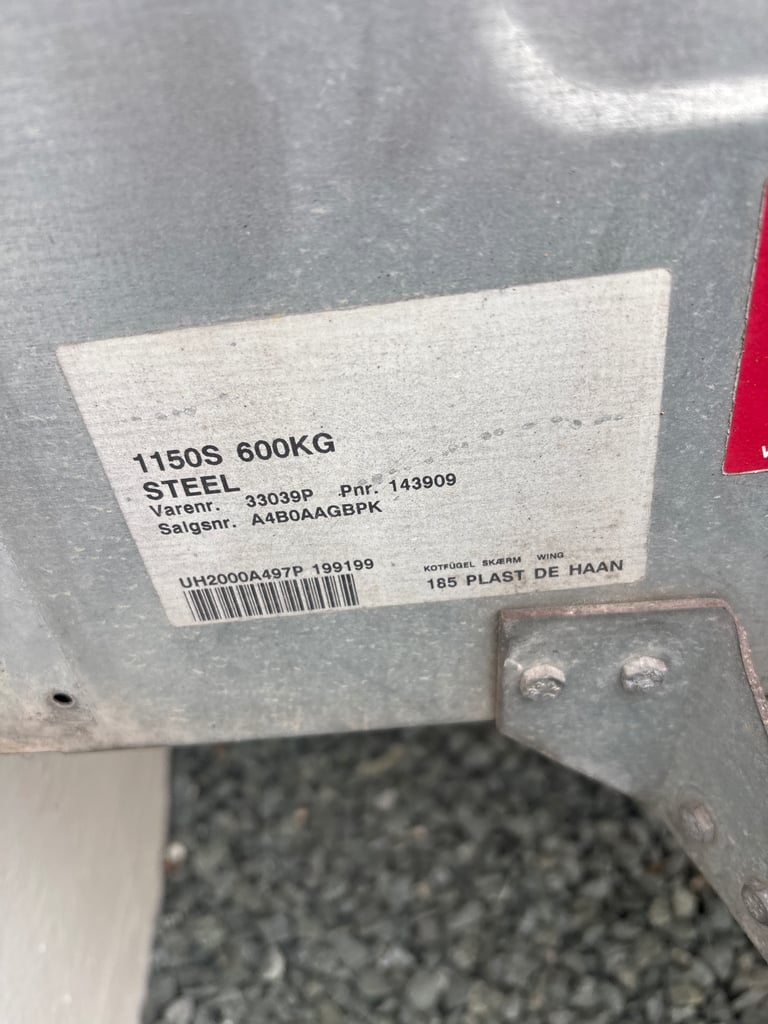 1150S 600KG
STEEL
Varenr. 33039P Pnr. 143909
Salgsnr. A4B0AAGBPK
UH2000A497P 199199
KOTFÜGEL SKÆRM WING
185 PLAST DE HAAN